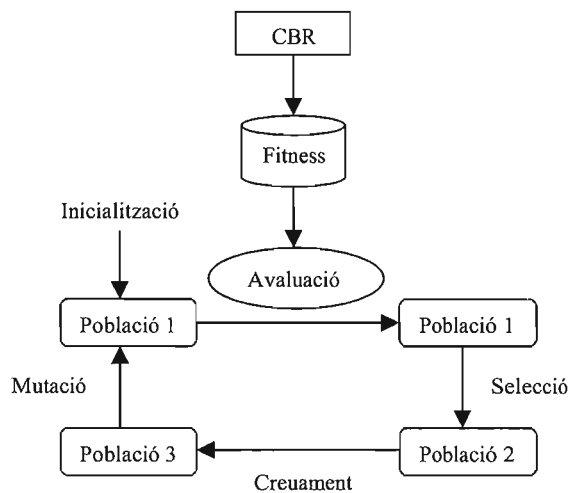 CBR
Fitness
Inicialització
Avaluació
Població 1
Població 1
Mutació
Selecció
Població 3
Població 2
Creuament